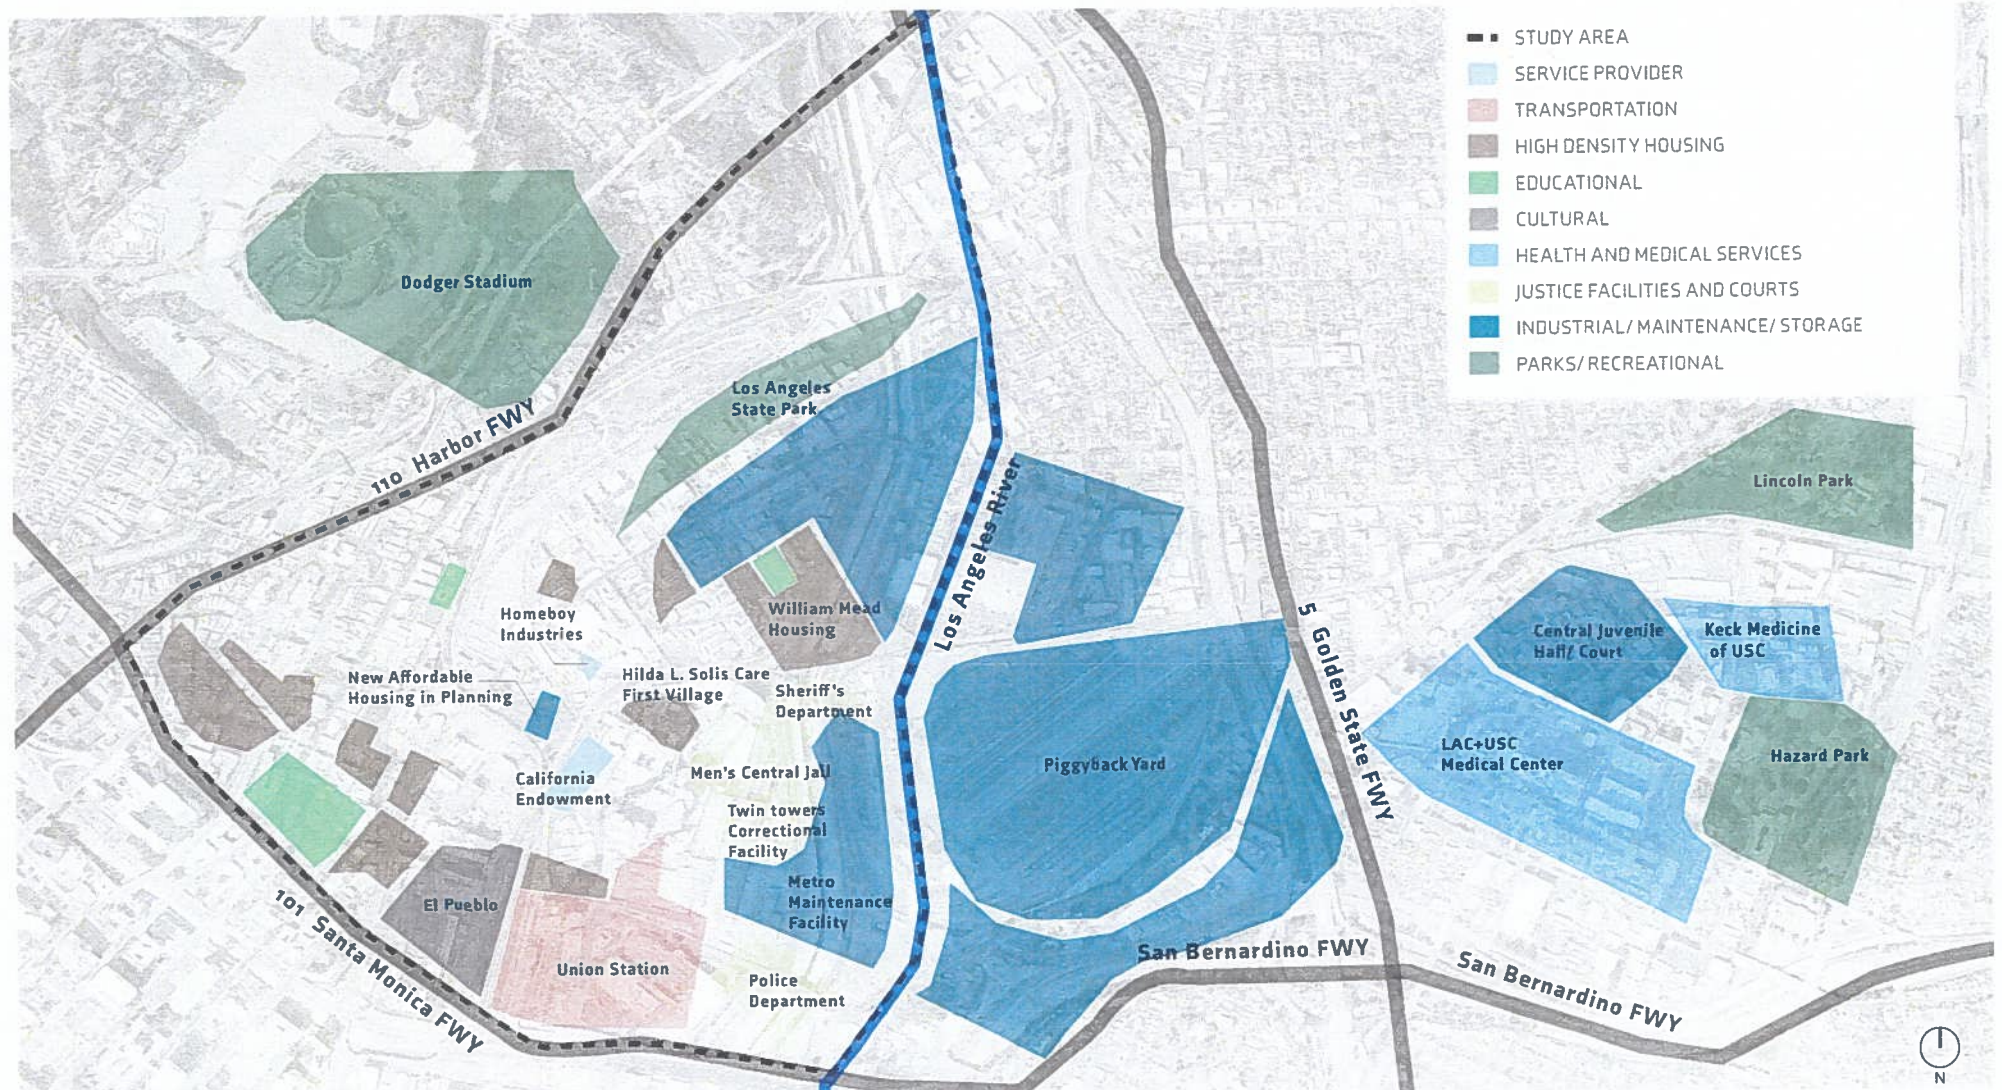 STUDY AREA
SERVICE PROVIDER
TRANSPORTATION
HIGH DENSITY HOUSING
EDUCATIONAL
CULTURAL
HEALTH AND MEDICAL SERVICES
JUSTICE FACILITIES AND COURTS
INDUSTRIAL/ MAINTENANCE/ STORAGE
PARKS/ RECREATIONAL
Dodger Stadium
110 Harbor FWY
Los Angeles
State Park
Los Angeles River
Lincoln Park
Homeboy
Industries
William Mead
Housing
5 Golden State FWY
Central Juvenile
Hall/ Court
Keck Medicine
of USC
New Affordable
Housing in Planning
Hilda L. Solis Care
First Village
Sheriff's
Department
LAC+USC
Medical Center
Hazard Park
Piggyback Yard
California
Endowment
Men's Central Jail
Twin towers
Correctional
Facility
Metro
Maintenance
Facility
El Pueblo
101 Santa Monica FWY
Union Station
Police
Department
San Bernardino FWY
San Bernardino FWY
N